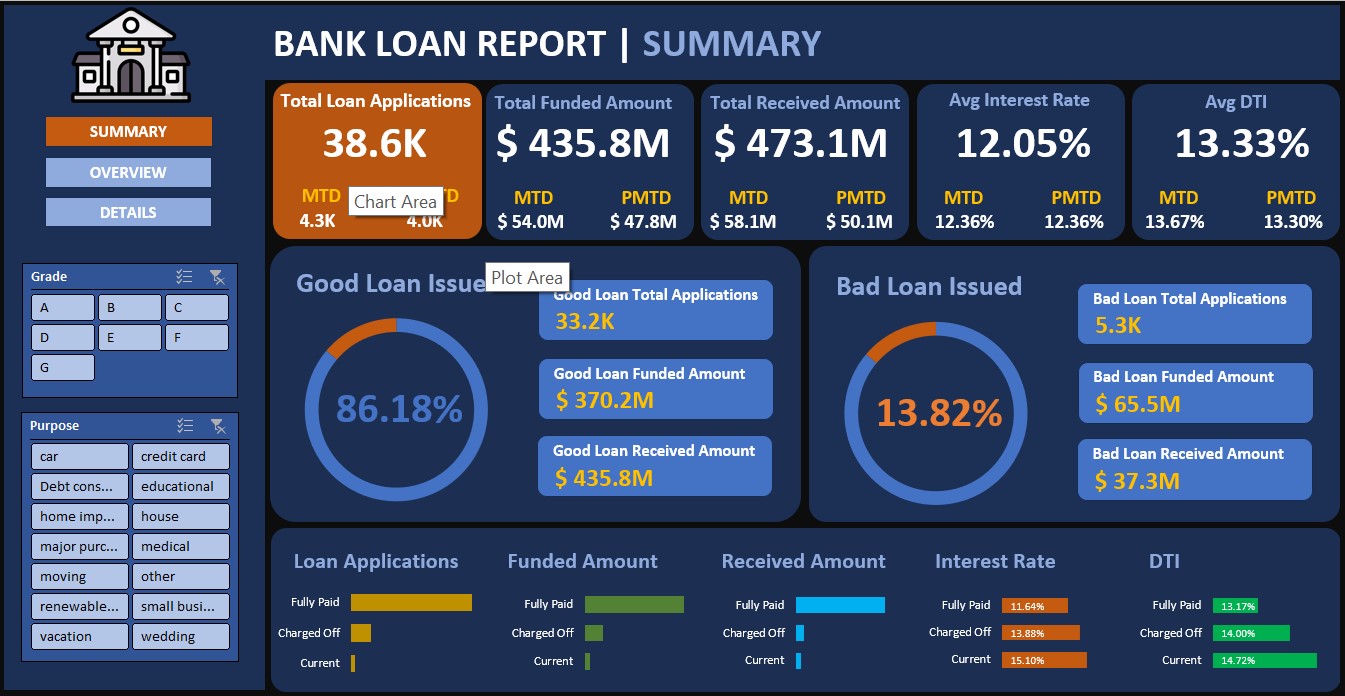 BANK LOAN REPORT | SUMMARY
SUMMARY
OVERVIEW
DETAILS
Grade
A
B
C
D
E
F
G
Purpose
car
credit card
Debt cons...
educational
home imp...
house
major purc...
medical
moving
other
renewable...
small busi...
vacation
wedding
Total Loan Applications
38.6K
MTD
TD
4.3K
4.0K
Chart Area
Total Funded Amount
$ 435.8M
MTD
PMTD
$ 54.0M
$ 47.8M
Total Received Amount
$ 473.1M
MTD
PMTD
$ 58.1M
$ 50.1M
Avg Interest Rate
12.05%
MTD
PMTD
12.36%
12.36%
Avg DTI
13.33%
MTD
PMTD
13.67%
13.30%
Good Loan Issue
Plot Area
86.18%
Good Loan Total Applications
33.2K
Good Loan Funded Amount
$ 370.2M
Good Loan Received Amount
$ 435.8M
Bad Loan Issued
13.82%
Bad Loan Total Applications
5.3K
Bad Loan Funded Amount
$ 65.5M
Bad Loan Received Amount
$ 37.3M
Loan Applications
Fully Paid
Charged Off
Current
Funded Amount
Fully Paid
Charged Off
Current
Received Amount
Fully Paid
Charged Off
Current
Interest Rate
Fully Paid 11.64%
Charged Off 13.88%
Current 15.10%
DTI
Fully Paid 13.17%
Charged Off 14.00%
Current 14.72%